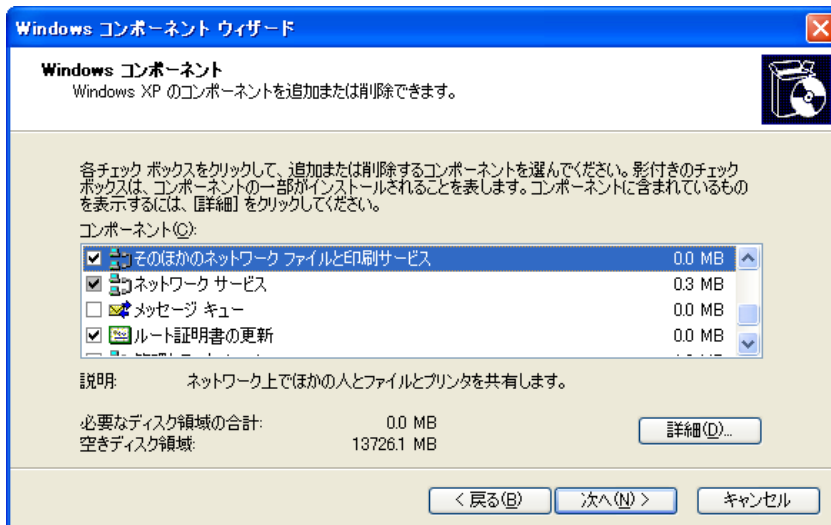 Windows コンポーネント ウィザード
Windows コンポーネント
Windows XP のコンポーネントを追加または削除できます。
各チェック ボックスをクリックして、追加または削除するコンポーネントを選んでください。影付きのチェック
ボックスは、コンポーネントの一部がインストールされることを表します。コンポーネントに含まれているもの
を表示するには、[詳細] をクリックしてください。
コンポーネント(C):
そのほかのネットワーク ファイルと印刷サービス 0.0 MB
ネットワーク サービス 0.3 MB
メッセージ キュー 0.0 MB
ルート証明書の更新 0.0 MB
説明: ネットワーク上でほかの人とファイルとプリンタを共有します。
必要なディスク領域の合計: 0.0 MB
空きディスク領域: 13726.1 MB
詳細(D)...
< 戻る(B) 次へ(N) > キャンセル